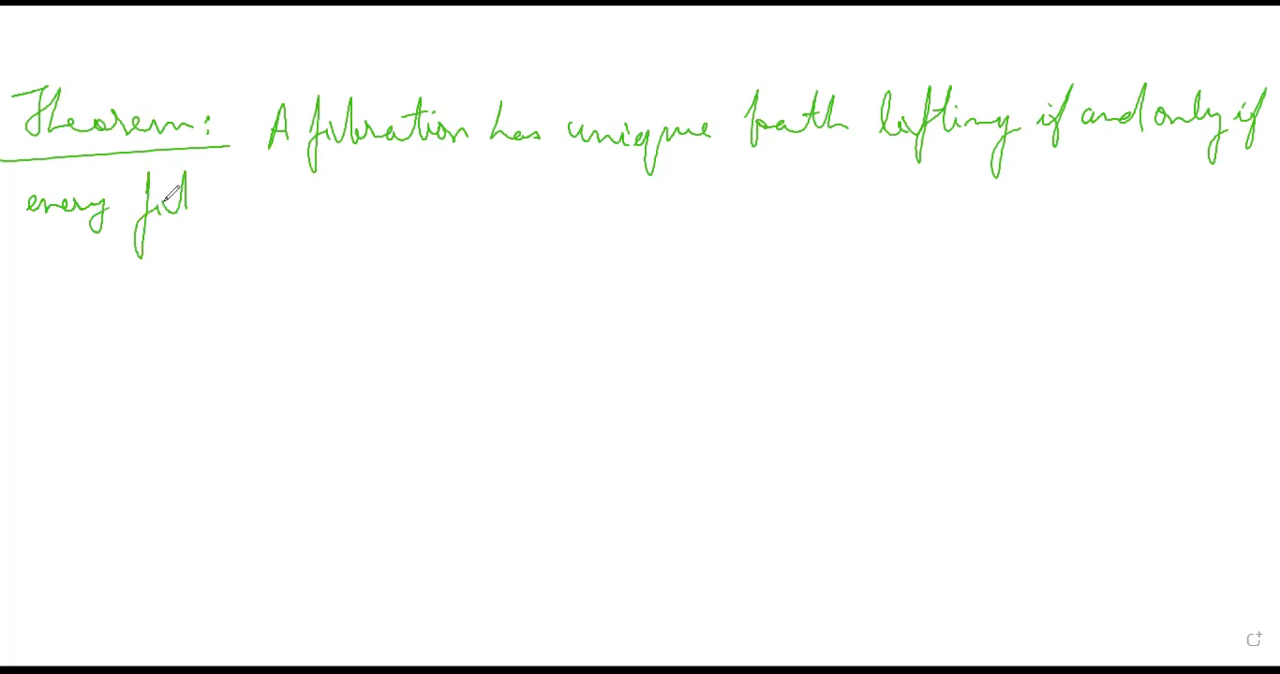 Theorem: A fibration has unique path lifting if and only if
every fib